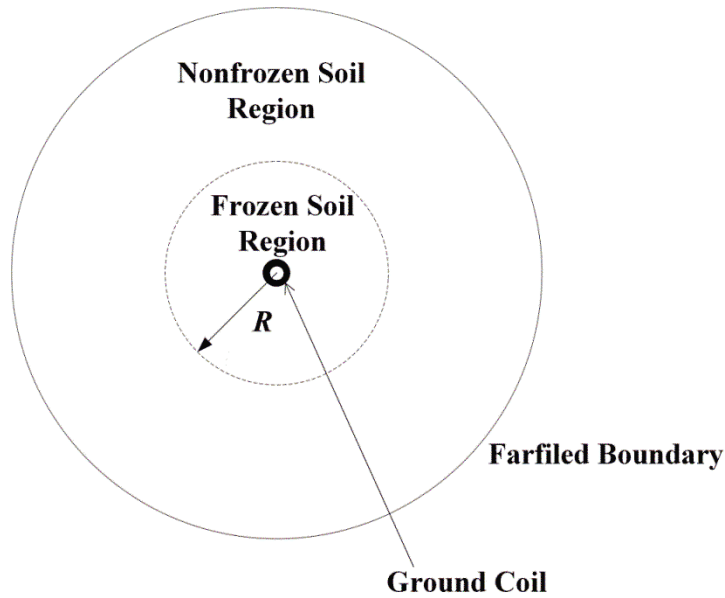 Nonfrozen Soil
Region
Frozen Soil
Region
R
Farfiled Boundary
Ground Coil